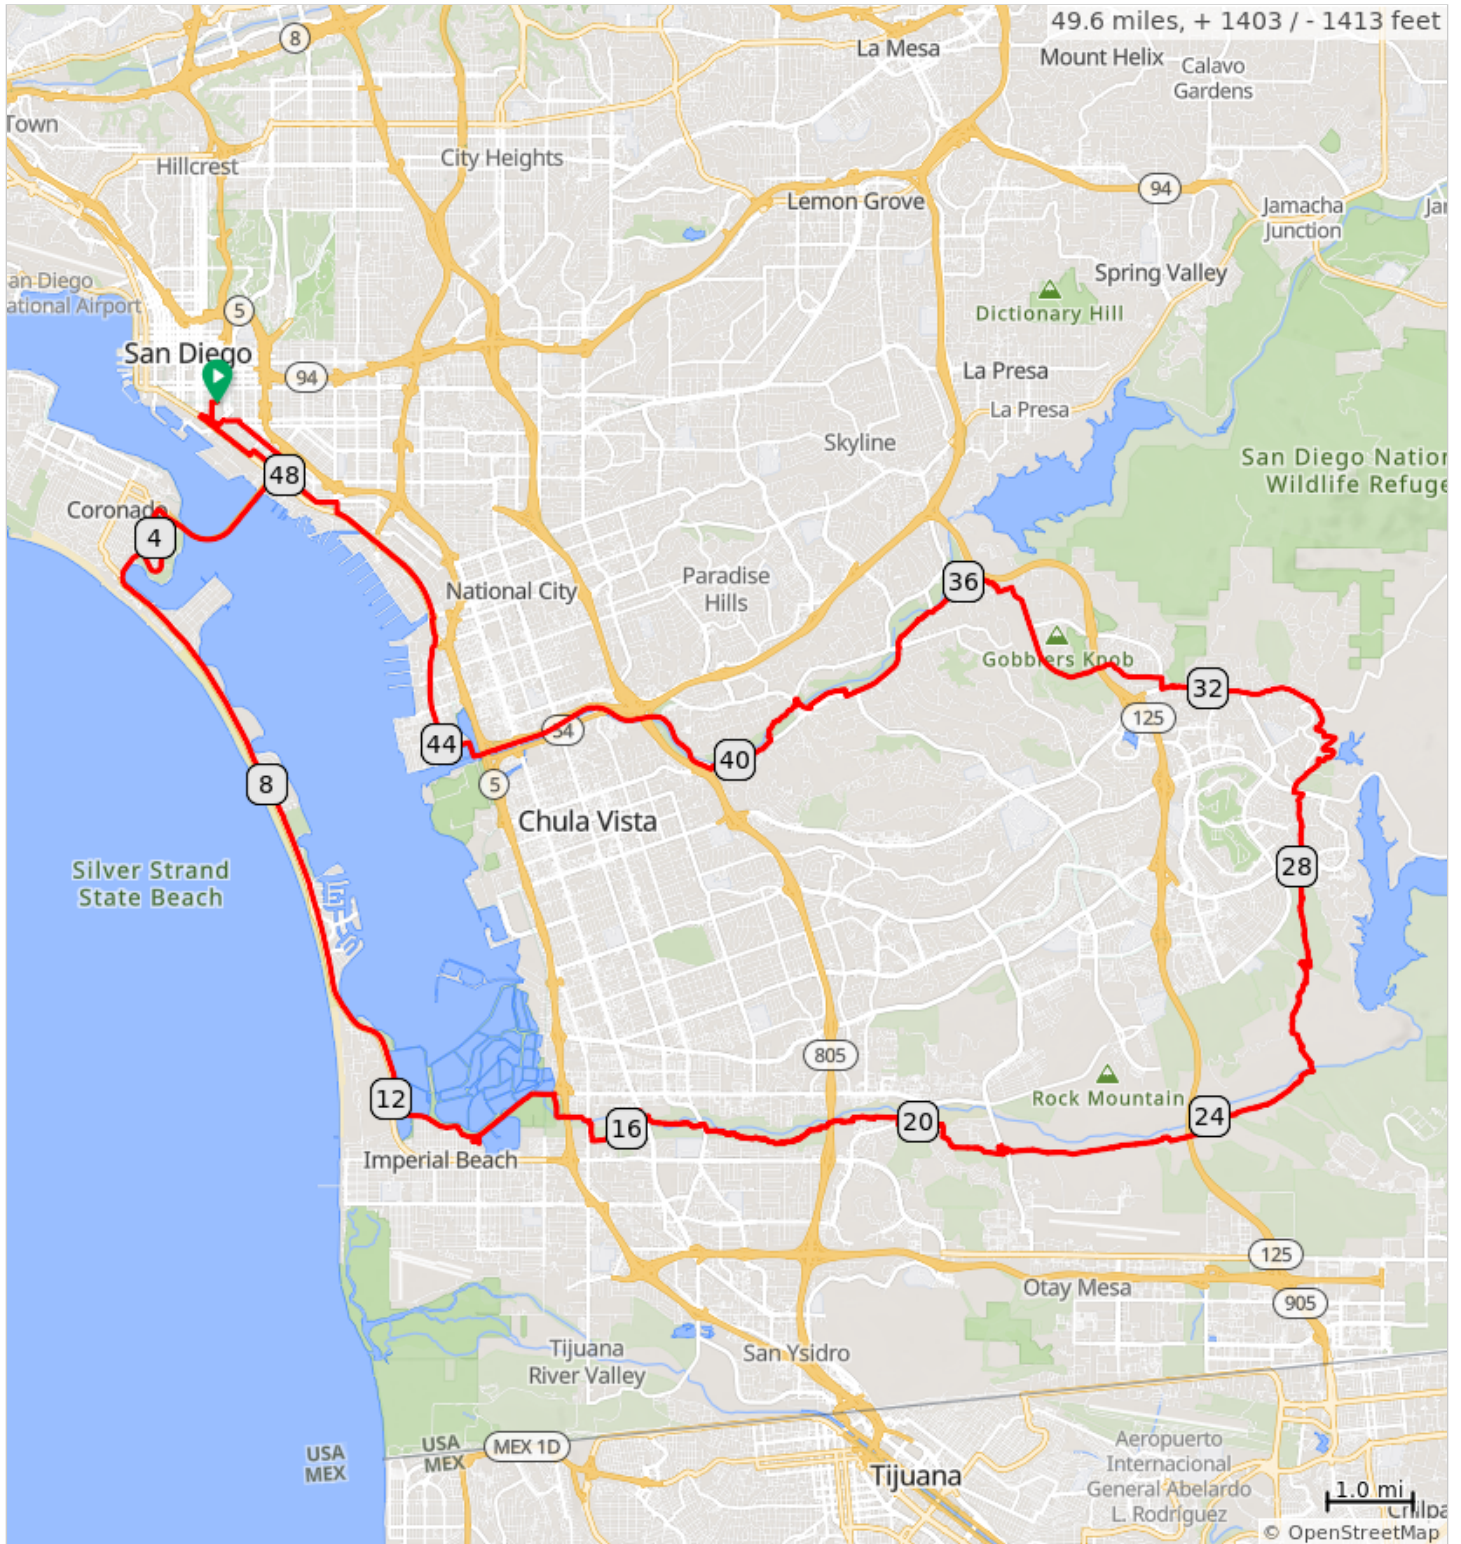 49.6 miles, + 1403 / - 1413 feet
8
La Mesa
Mount Helix
Calavo
Gardens
Town
Hillcrest
City Heights
94
Lemon Grove
Jamacha
Junction
Jar
an Diego
ational Airport
5
Spring Valley
Dictionary Hill
San Diego
94
La Presa
La Presa
Skyline
San Diego Nation
Wildlife Refuge
48
Coronado
4
National City
Paradise
Hills
36
Gobblers Knob
32
125
54
44
40
5
8
Chula Vista
Silver Strand
State Beach
28
805
12
Rock Mountain
16
20
24
Imperial Beach
125
Otay Mesa
905
Tijuana
River Valley
San Ysidro
USA
MEX
USA
MEX
MEX 1D
Aeropuerto
Internacional
General Abelardo
L. Rodríguez
Tijuana
1.0 mi
Chilpa
© OpenStreetMap